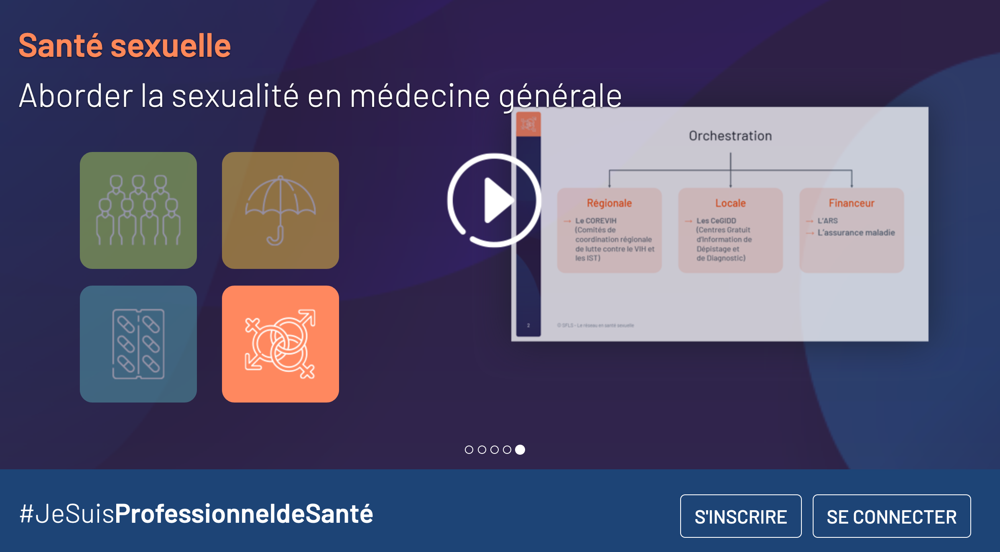 Santé sexuelle
Aborder la sexualité en médecine générale
Orchestration
Régionale
→ Le COREVIH
(Comités de
coordination régionale
de lutte contre le VIH et
les IST)
Locale
→ Les CeGIDD
(Centres Gratuit
d'Information de
Dépistage et
de Diagnostic)
Financeur
→ L'ARS
→ L'assurance maladie
2
© SFLS - Le réseau en santé sexuelle
#JeSuisProfessionneldeSanté
S'INSCRIRE
SE CONNECTER